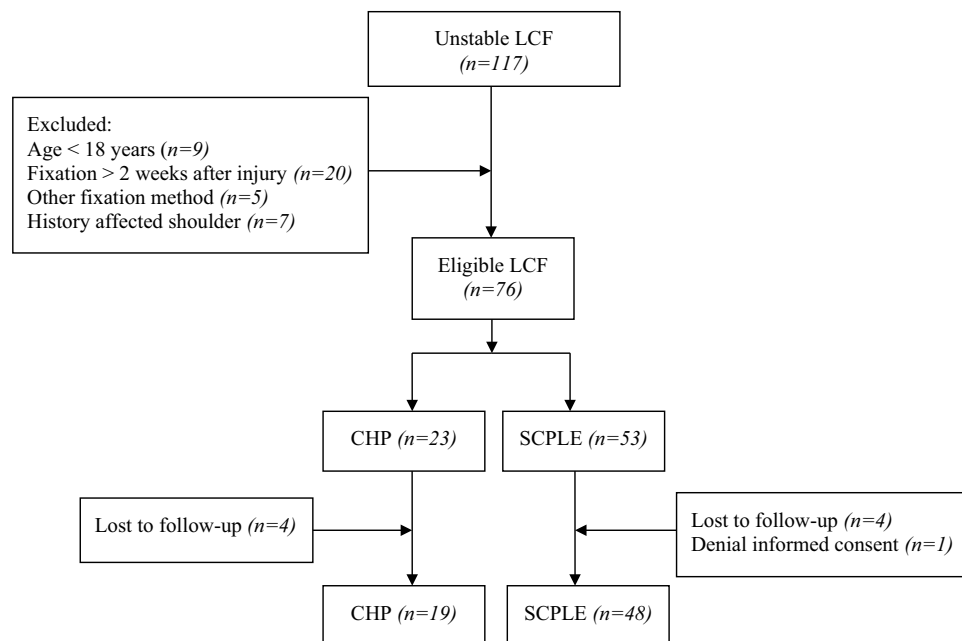 Unstable LCF
(n=117)
Excluded:
Age < 18 years (n=9)
Fixation > 2 weeks after injury (n=20)
Other fixation method (n=5)
History affected shoulder (n=7)
Eligible LCF
(n=76)
CHP (n=23)
SCPLE (n=53)
Lost to follow-up (n=4)
Lost to follow-up (n=4)
Denial informed consent (n=1)
CHP (n=19)
SCPLE (n=48)